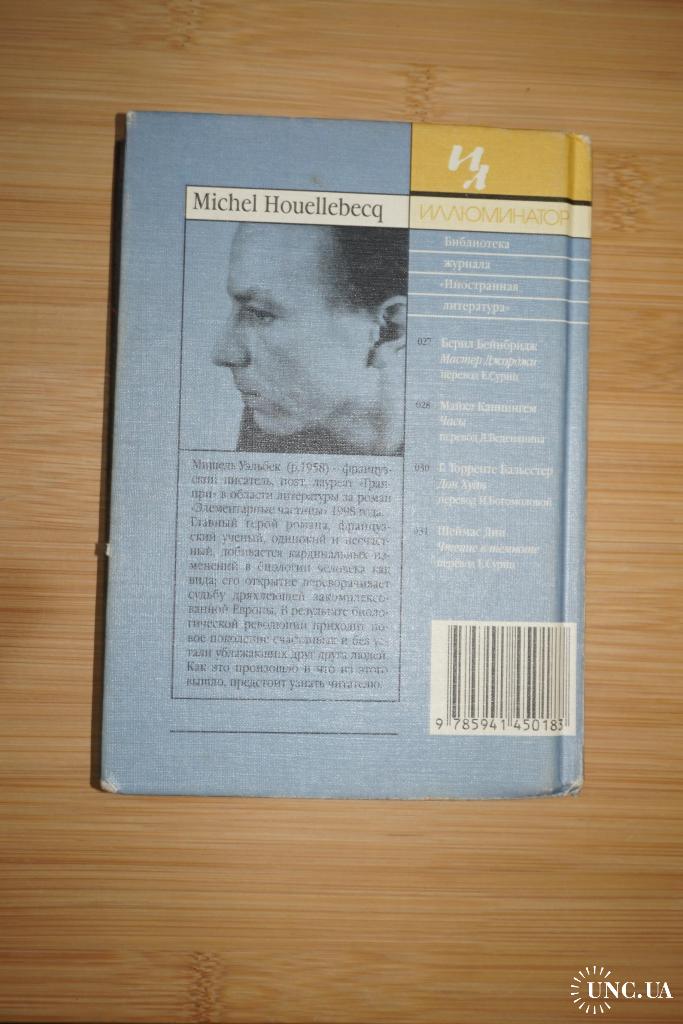 ИЛ
Michel Houellebecq
ИЛЛЮМИНАТОР
Библиотека
журнала
«Иностранная
литература»
027 Берил Бейнбридж
Мастер Джорджи
перевод Е.Суриц
028 Майкл Каннингем
Часы
перевод Д.Веденяпина
030 Г. Торренте Бальестер
Дон Хуан
перевод Н.Богомоловой
031 Шеймас Дин
Чтение в темноте
перевод Е.Суриц
Мишель Уэльбек (р.1958) - француз-
ский писатель, поэт, лауреат «Гран-
при» в области литературы за роман
«Элементарные частицы» 1998 года.
Главный герой романа, француз-
ский ученый, одинокий и несчаст-
ный, добивается кардинальных из-
менений в биологии человека как
вида; его открытие переворачивает
судьбу дряхлеющей закомплексо-
ванной Европы. В результате биоло-
гической революции приходит но-
вое поколение счастливых и без ус-
тали ублажающих друг друга людей.
Как это произошло и что из этого
вышло, предстоит узнать читателю.
9 785941 450183
UNC.UA